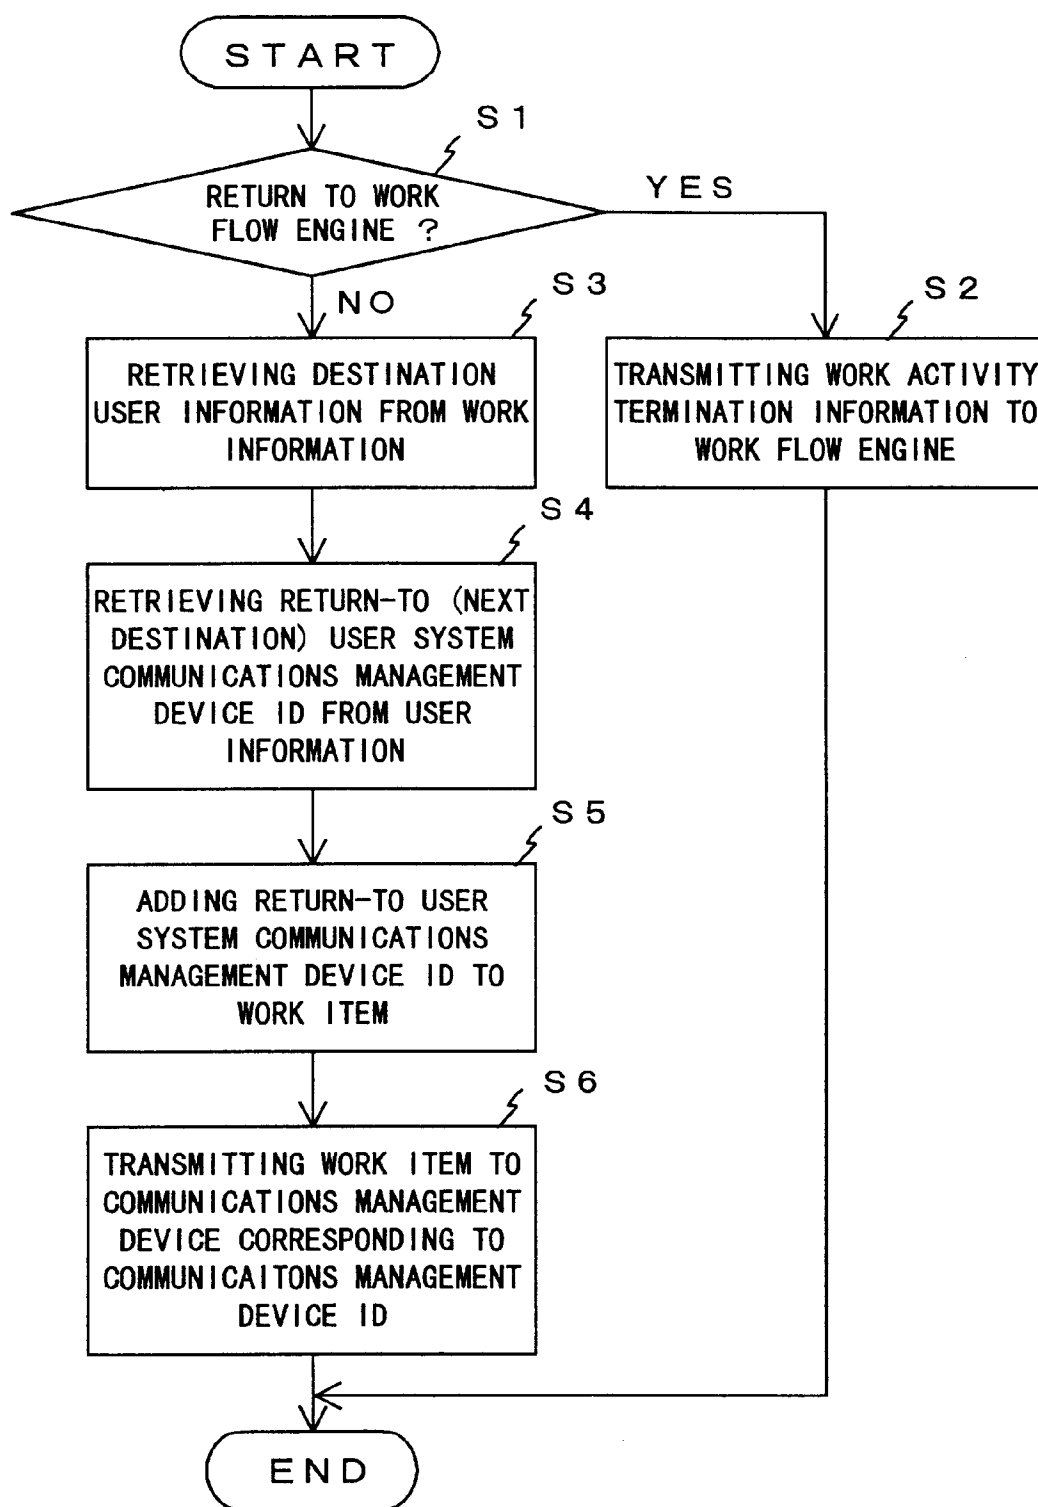 START
S1
RETURN TO WORK
FLOW ENGINE ?
YES
NO
S3
RETRIEVING DESTINATION
USER INFORMATION FROM WORK
INFORMATION
S2
TRANSMITTING WORK ACTIVITY
TERMINATION INFORMATION TO
WORK FLOW ENGINE
S4
RETRIEVING RETURN-TO (NEXT
DESTINATION) USER SYSTEM
COMMUNICATIONS MANAGEMENT
DEVICE ID FROM USER
INFORMATION
S5
ADDING RETURN-TO USER
SYSTEM COMMUNICATIONS
MANAGEMENT DEVICE ID TO
WORK ITEM
S6
TRANSMITTING WORK ITEM TO
COMMUNICATIONS MANAGEMENT
DEVICE CORRESPONDING TO
COMMUNICAITONS MANAGEMENT
DEVICE ID
END